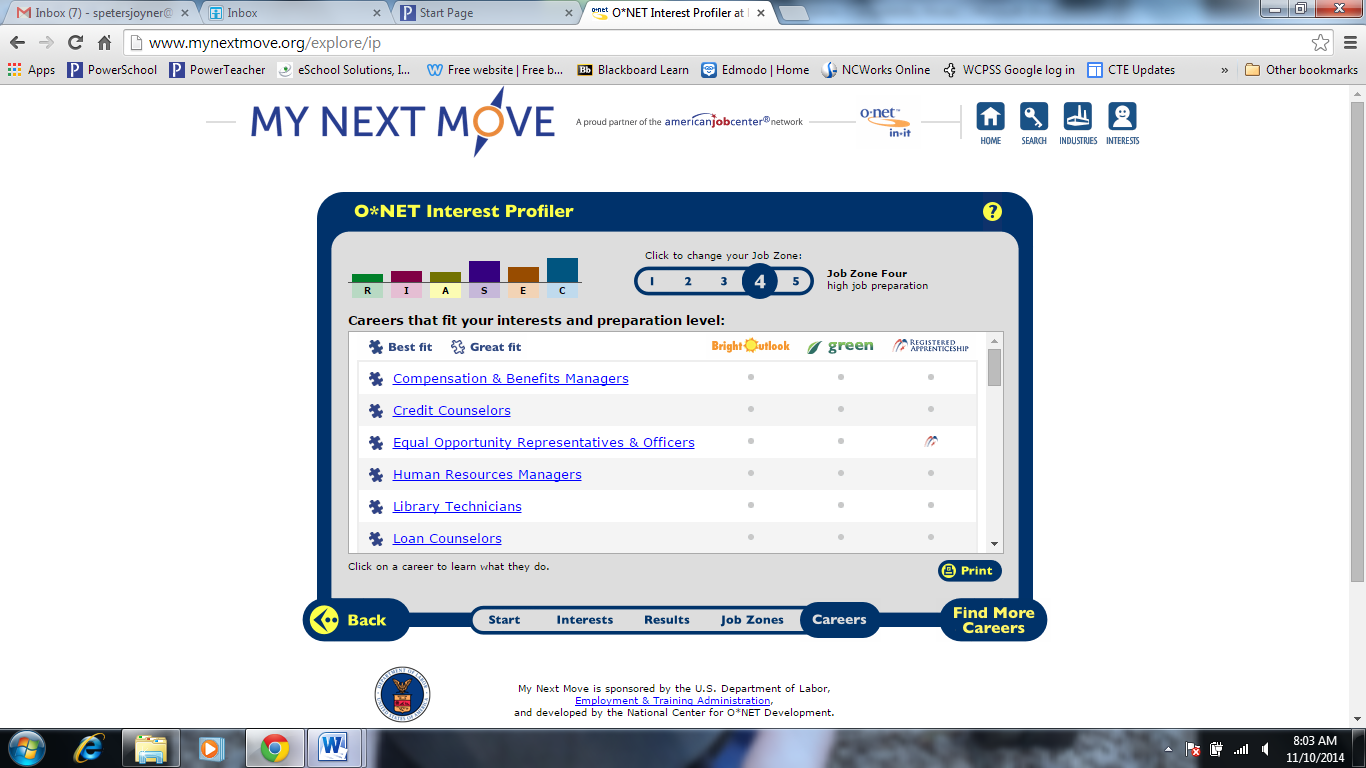 Inbox (7) - spetersjoyner@
Inbox
Start Page
O*NET Interest Profiler at
www.mynextmove.org/explore/ip
Apps PowerSchool PowerTeacher eSchool Solutions, I... Free website | Free b... Bb Blackboard Learn Edmodo | Home NCWorks Online WCPSS Google log in CTE Updates » Other bookmarks
MY NEXT MOVE
A proud partner of the americanjobcenter® network
o·net™ in-it
HOME SEARCH INDUSTRIES INTERESTS
O*NET Interest Profiler ?
Click to change your Job Zone:
1 2 3 4 5
Job Zone Four
high job preparation
R I A S E C
Careers that fit your interests and preparation level:
Best fit Great fit Bright Outlook green REGISTERED APPRENTICESHIP
Compensation & Benefits Managers
Credit Counselors
Equal Opportunity Representatives & Officers
Human Resources Managers
Library Technicians
Loan Counselors
Click on a career to learn what they do.
Print
Back
Start Interests Results Job Zones Careers
Find More
Careers
My Next Move is sponsored by the U.S. Department of Labor,
Employment & Training Administration,
and developed by the National Center for O*NET Development.
8:03 AM
11/10/2014